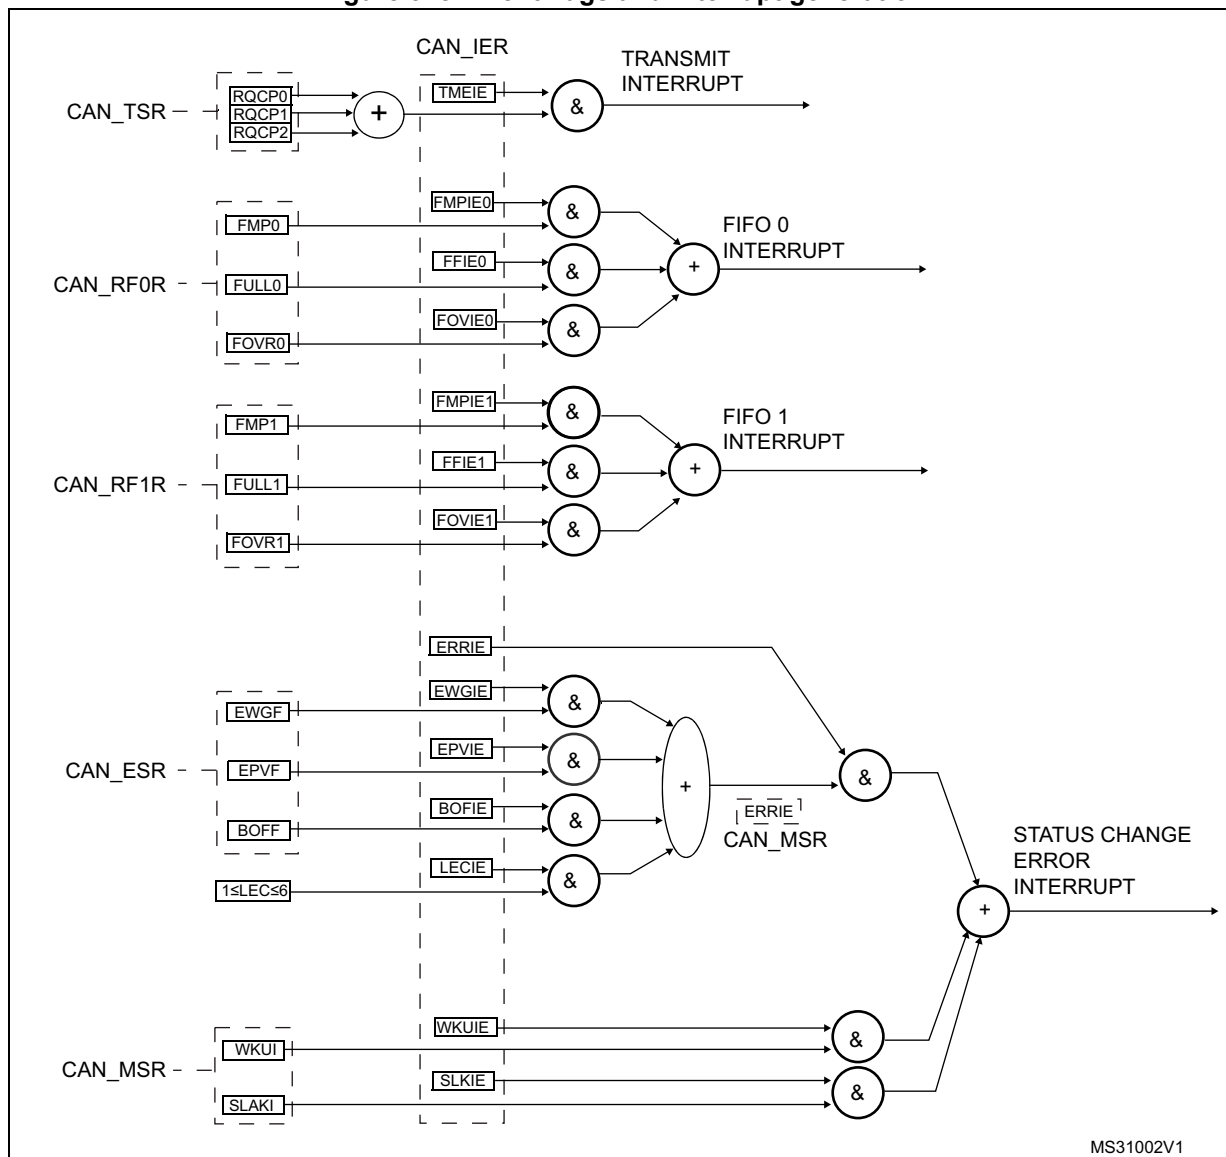 CAN_IER
TRANSMIT
INTERRUPT
CAN_TSR
RQCP0
RQCP1
RQCP2
+
TMEIE
&
CAN_RF0R
FMP0
FULL0
FOVR0
FMPIE0
FFIE0
FOVIE0
&
&
&
+
FIFO 0
INTERRUPT
CAN_RF1R
FMP1
FULL1
FOVR1
FMPIE1
FFIE1
FOVIE1
&
&
&
+
FIFO 1
INTERRUPT
ERRIE
CAN_ESR
EWGF
EPVF
BOFF
1≤LEC≤6
EWGIE
EPVIE
BOFIE
LECIE
&
&
&
&
+
ERRIE
CAN_MSR
&
STATUS CHANGE
ERROR
INTERRUPT
+
CAN_MSR
WKUI
SLAKI
WKUIE
SLKIE
&
&
MS31002V1